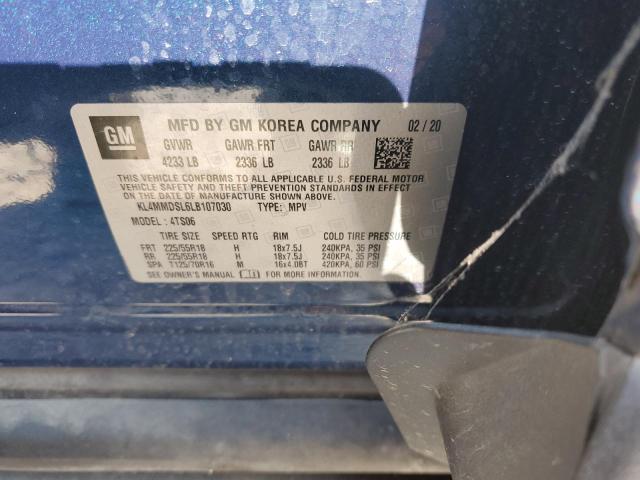 GM MFD BY GM KOREA COMPANY 02 / 20
GVWR GAWR FRT GAWR RR
4233 LB 2336 LB 2336 LB
THIS VEHICLE CONFORMS TO ALL APPLICABLE U.S. FEDERAL MOTOR
VEHICLE SAFETY AND THEFT PREVENTION STANDARDS IN EFFECT
ON THE DATE OF MANUFACTURE SHOWN ABOVE.
KL4MMDSL6LB107030 TYPE: MPV
MODEL: 4TS06
TIRE SIZE SPEED RTG RIM COLD TIRE PRESSURE
FRT 225/55R18 H 18x7.5J 240KPA, 35 PSI
RR 225/55R18 H 18x7.5J 240KPA, 35 PSI
SPA T125/70R16 M 16x4.0BT 420KPA, 60 PSI
SEE OWNER'S MANUAL FOR MORE INFORMATION.